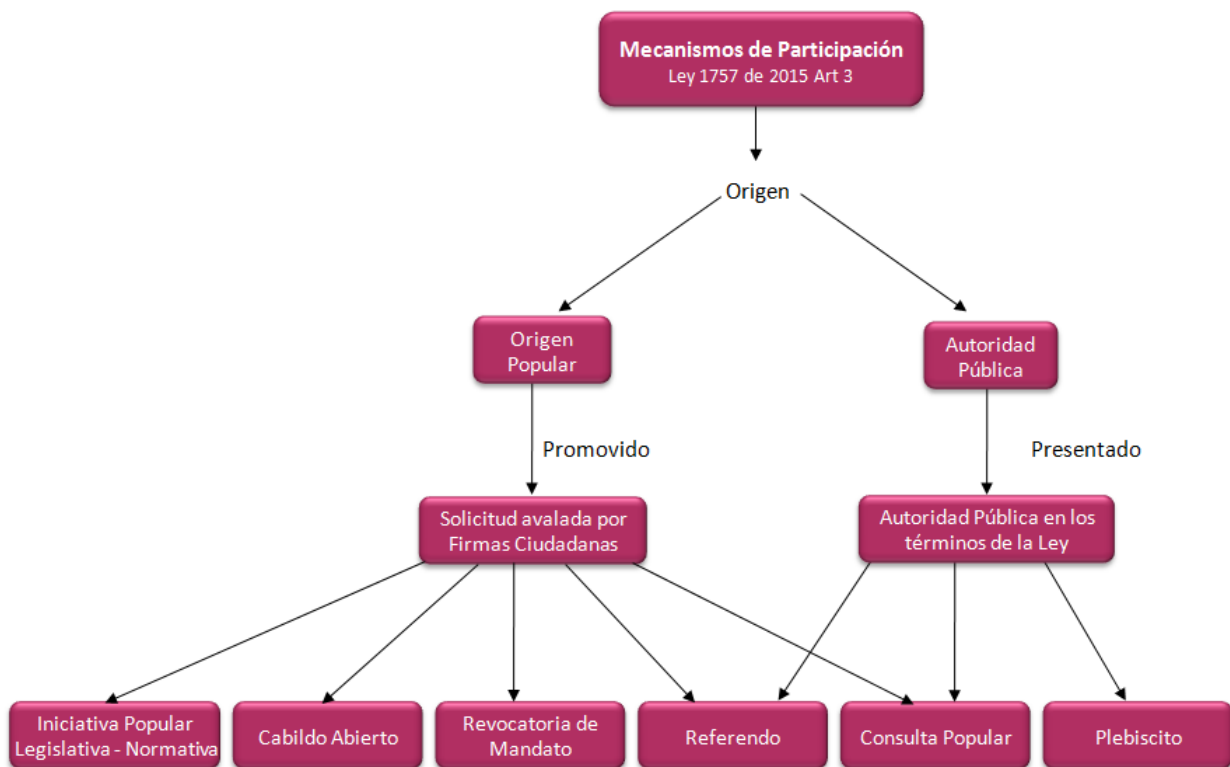 Mecanismos de Participación
Ley 1757 de 2015 Art 3
Origen
Origen
Popular
Autoridad
Pública
Promovido
Presentado
Solicitud avalada por
Firmas Ciudadanas
Autoridad Pública en los
términos de la Ley
Iniciativa Popular
Legislativa - Normativa
Cabildo Abierto
Revocatoria de
Mandato
Referendo
Consulta Popular
Plebiscito